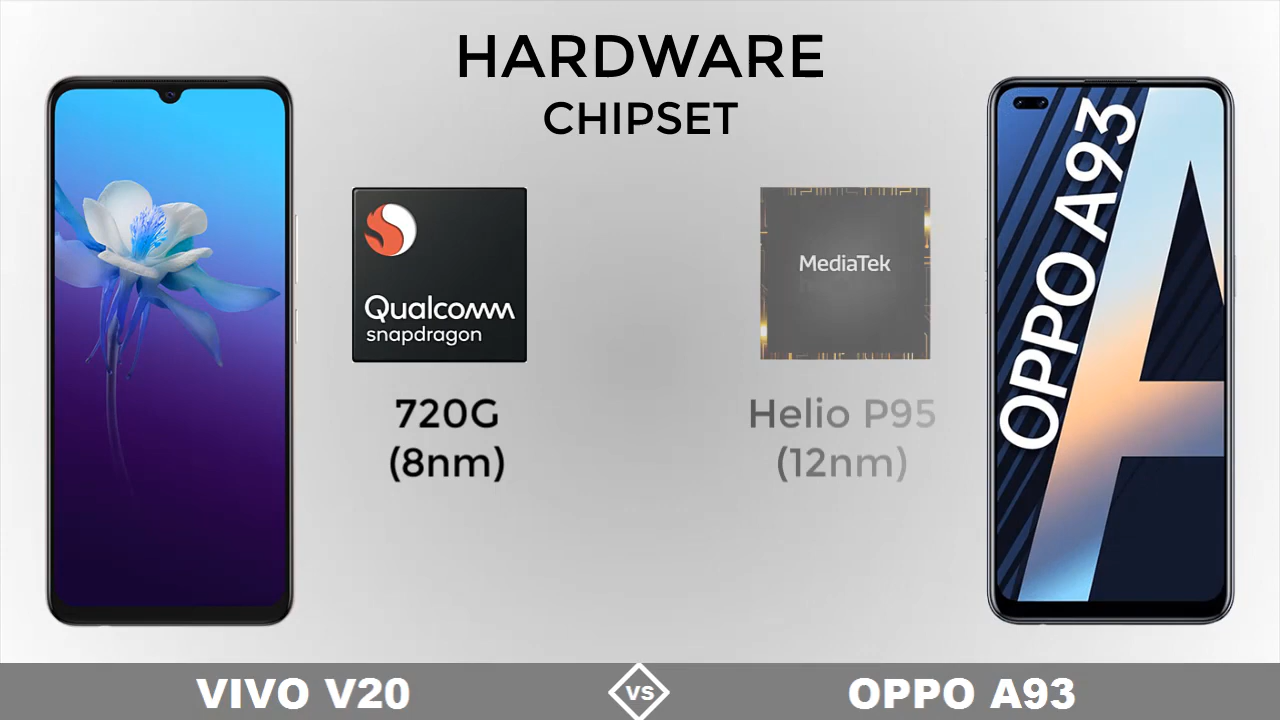 HARDWARE
CHIPSET
Qualcomm
snapdragon
720G
(8nm)
MediaTek
Helio P95
(12nm)
OPPO A93
A
VIVO V20
VS
OPPO A93